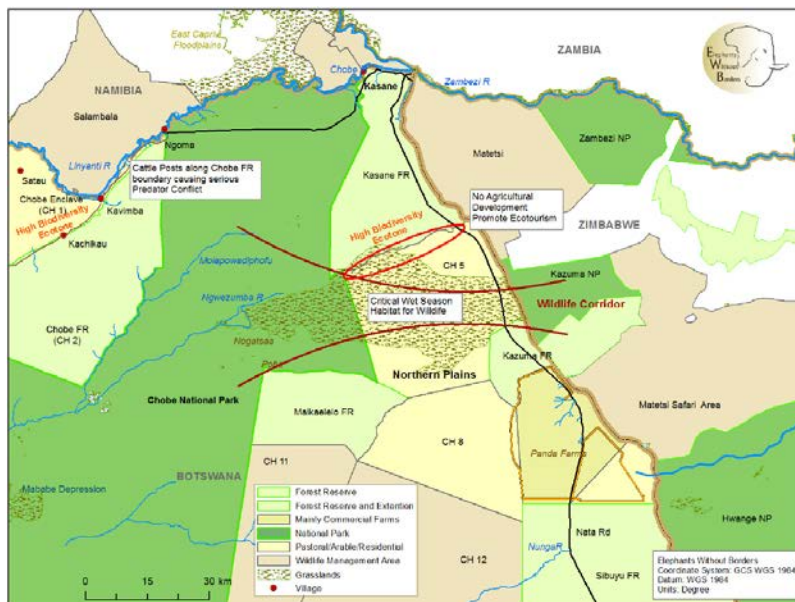 East Caprivi
Floodplains
ZAMBIA
Elephants
Without
Borders
Chobe
Kasane
Zambezi R
NAMIBIA
Salambala
Matetsi
Zambezi NP
Ngoma
Linyanti R
Cattle Posts along Chobe FR
boundary causing serious
Predator Conflict
Kasane FR
Satau
Chobe Enclave
(CH 1)
Kavimba
No Agricultural
Development
Promote Ecotourism
High Biodiversity
Ecotone
High Biodiversity
Ecotone
ZIMBABWE
Kachikau
CH 5
Kazuma NP
Ngwezumba R
Critical Wet Season
Habitat for Wildlife
Wildlife Corridor
Chobe FR
(CH 2)
Nogatsaa
Kazuma FR
Northern Plains
Chobe National Park
Maikaelelo FR
Matetsi Safari Area
CH 8
Panda Farms
BOTSWANA
CH 11
Mababe Depression
Forest Reserve
Forest Reserve and Extention
Mainly Commercial Farms
National Park
Pastoral/Arable/Residential
Wildlife Management Area
Grasslands
Village
Hwange NP
Nata Rd
NungaR
CH 12
Sibuyu FR
0 30 km
Elephants Without Borders
Coordinate System: GCS WGS 1984
Datum: WGS 1984
Units: Degree